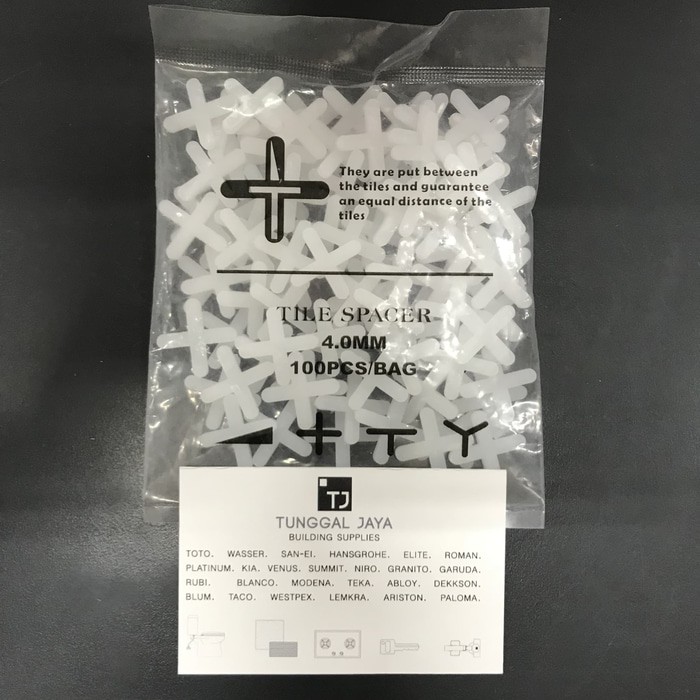 They are put between
the tiles and guarantee
an equal distance of the
tiles
TILE SPACER
4.0MM
100PCS/BAG
TJ
TUNGGAL JAYA
BUILDING SUPPLIES
TOTO. WASSER. SAN-EI. HANSGROHE. ELITE. ROMAN.
PLATINUM. KIA. VENUS. SUMMIT. NIRO. GRANITO. GARUDA.
RUBI. BLANCO. MODENA. TEKA. ABLOY. DEKKSON.
BLUM. TACO. WESTPEX. LEMKRA. ARISTON. PALOMA.